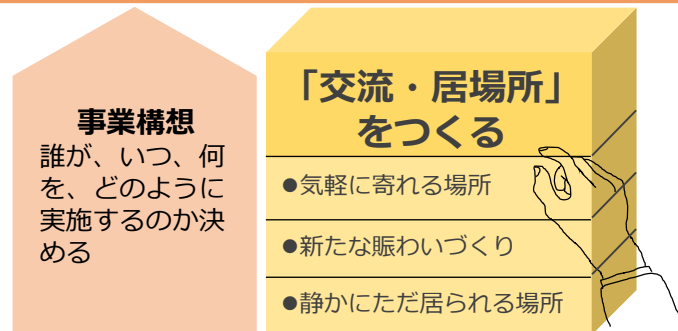 事業構想
誰が、いつ、何
を、どのように
実施するのか決
める
「交流・居場所」
をつくる
●気軽に寄れる場所
●新たな賑わいづくり
●静かにただ居られる場所